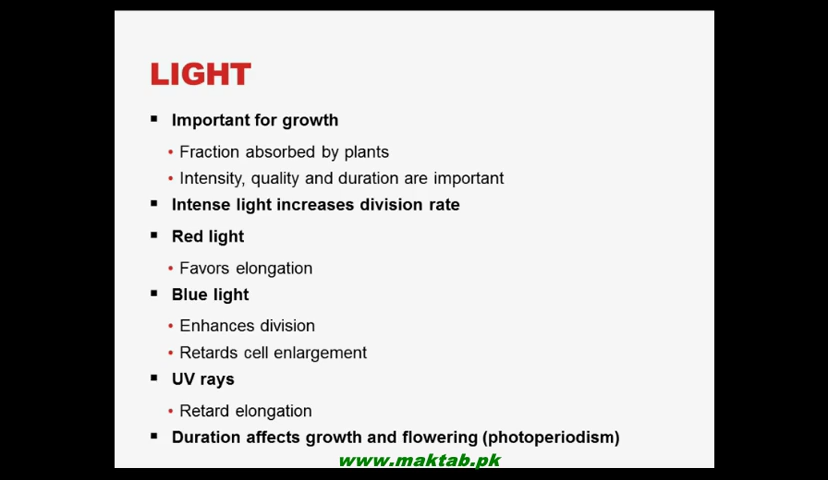 LIGHT
Important for growth
Fraction absorbed by plants
Intensity, quality and duration are important
Intense light increases division rate
Red light
Favors elongation
Blue light
Enhances division
Retards cell enlargement
UV rays
Retard elongation
Duration affects growth and flowering (photoperiodism)
www.maktab.pk